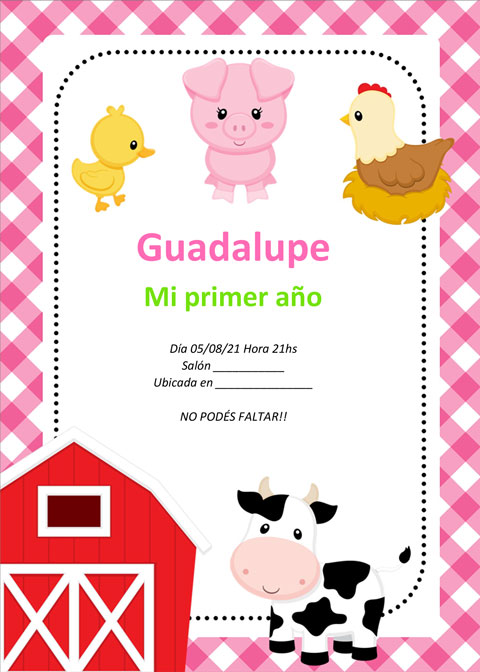 Guadalupe
Mi primer año
Día 05/08/21 Hora 21hs
Salón ___________
Ubicada en _______________
NO PODÉS FALTAR!!